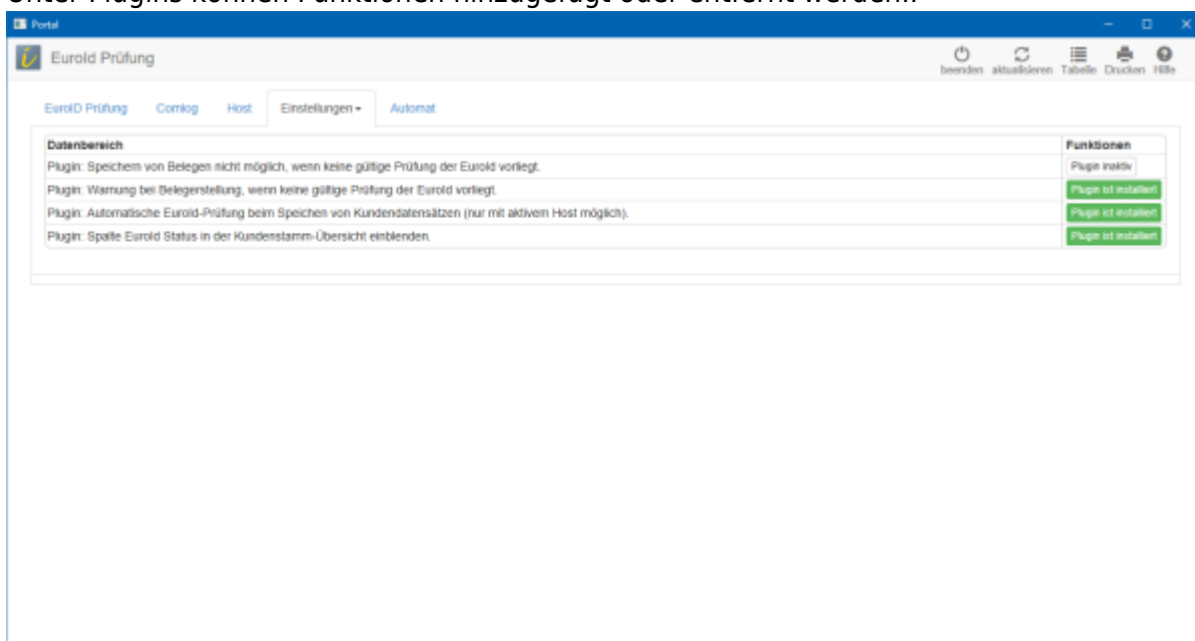 Unter Plugins können Funktionen hinzugefügt oder entfernt werden..
Portal
EuroId Prüfung
beenden aktualisieren Tabelle Drucken Hilfe
EuroID Prüfung Comlog Host Einstellungen Automat
Datenbereich Funktionen
Plugin: Speichern von Belegen nicht möglich, wenn keine gültige Prüfung der EuroId vorliegt. Plugin inaktiv
Plugin: Warnung bei Belegerstellung, wenn keine gültige Prüfung der EuroId vorliegt. Plugin ist installiert
Plugin: Automatische EuroId-Prüfung beim Speichen von Kundendatensätzen (nur mit aktivem Host möglich). Plugin ist installiert
Plugin: Spalte EuroId Status in der Kundenstamm-Übersicht einblenden. Plugin ist installiert